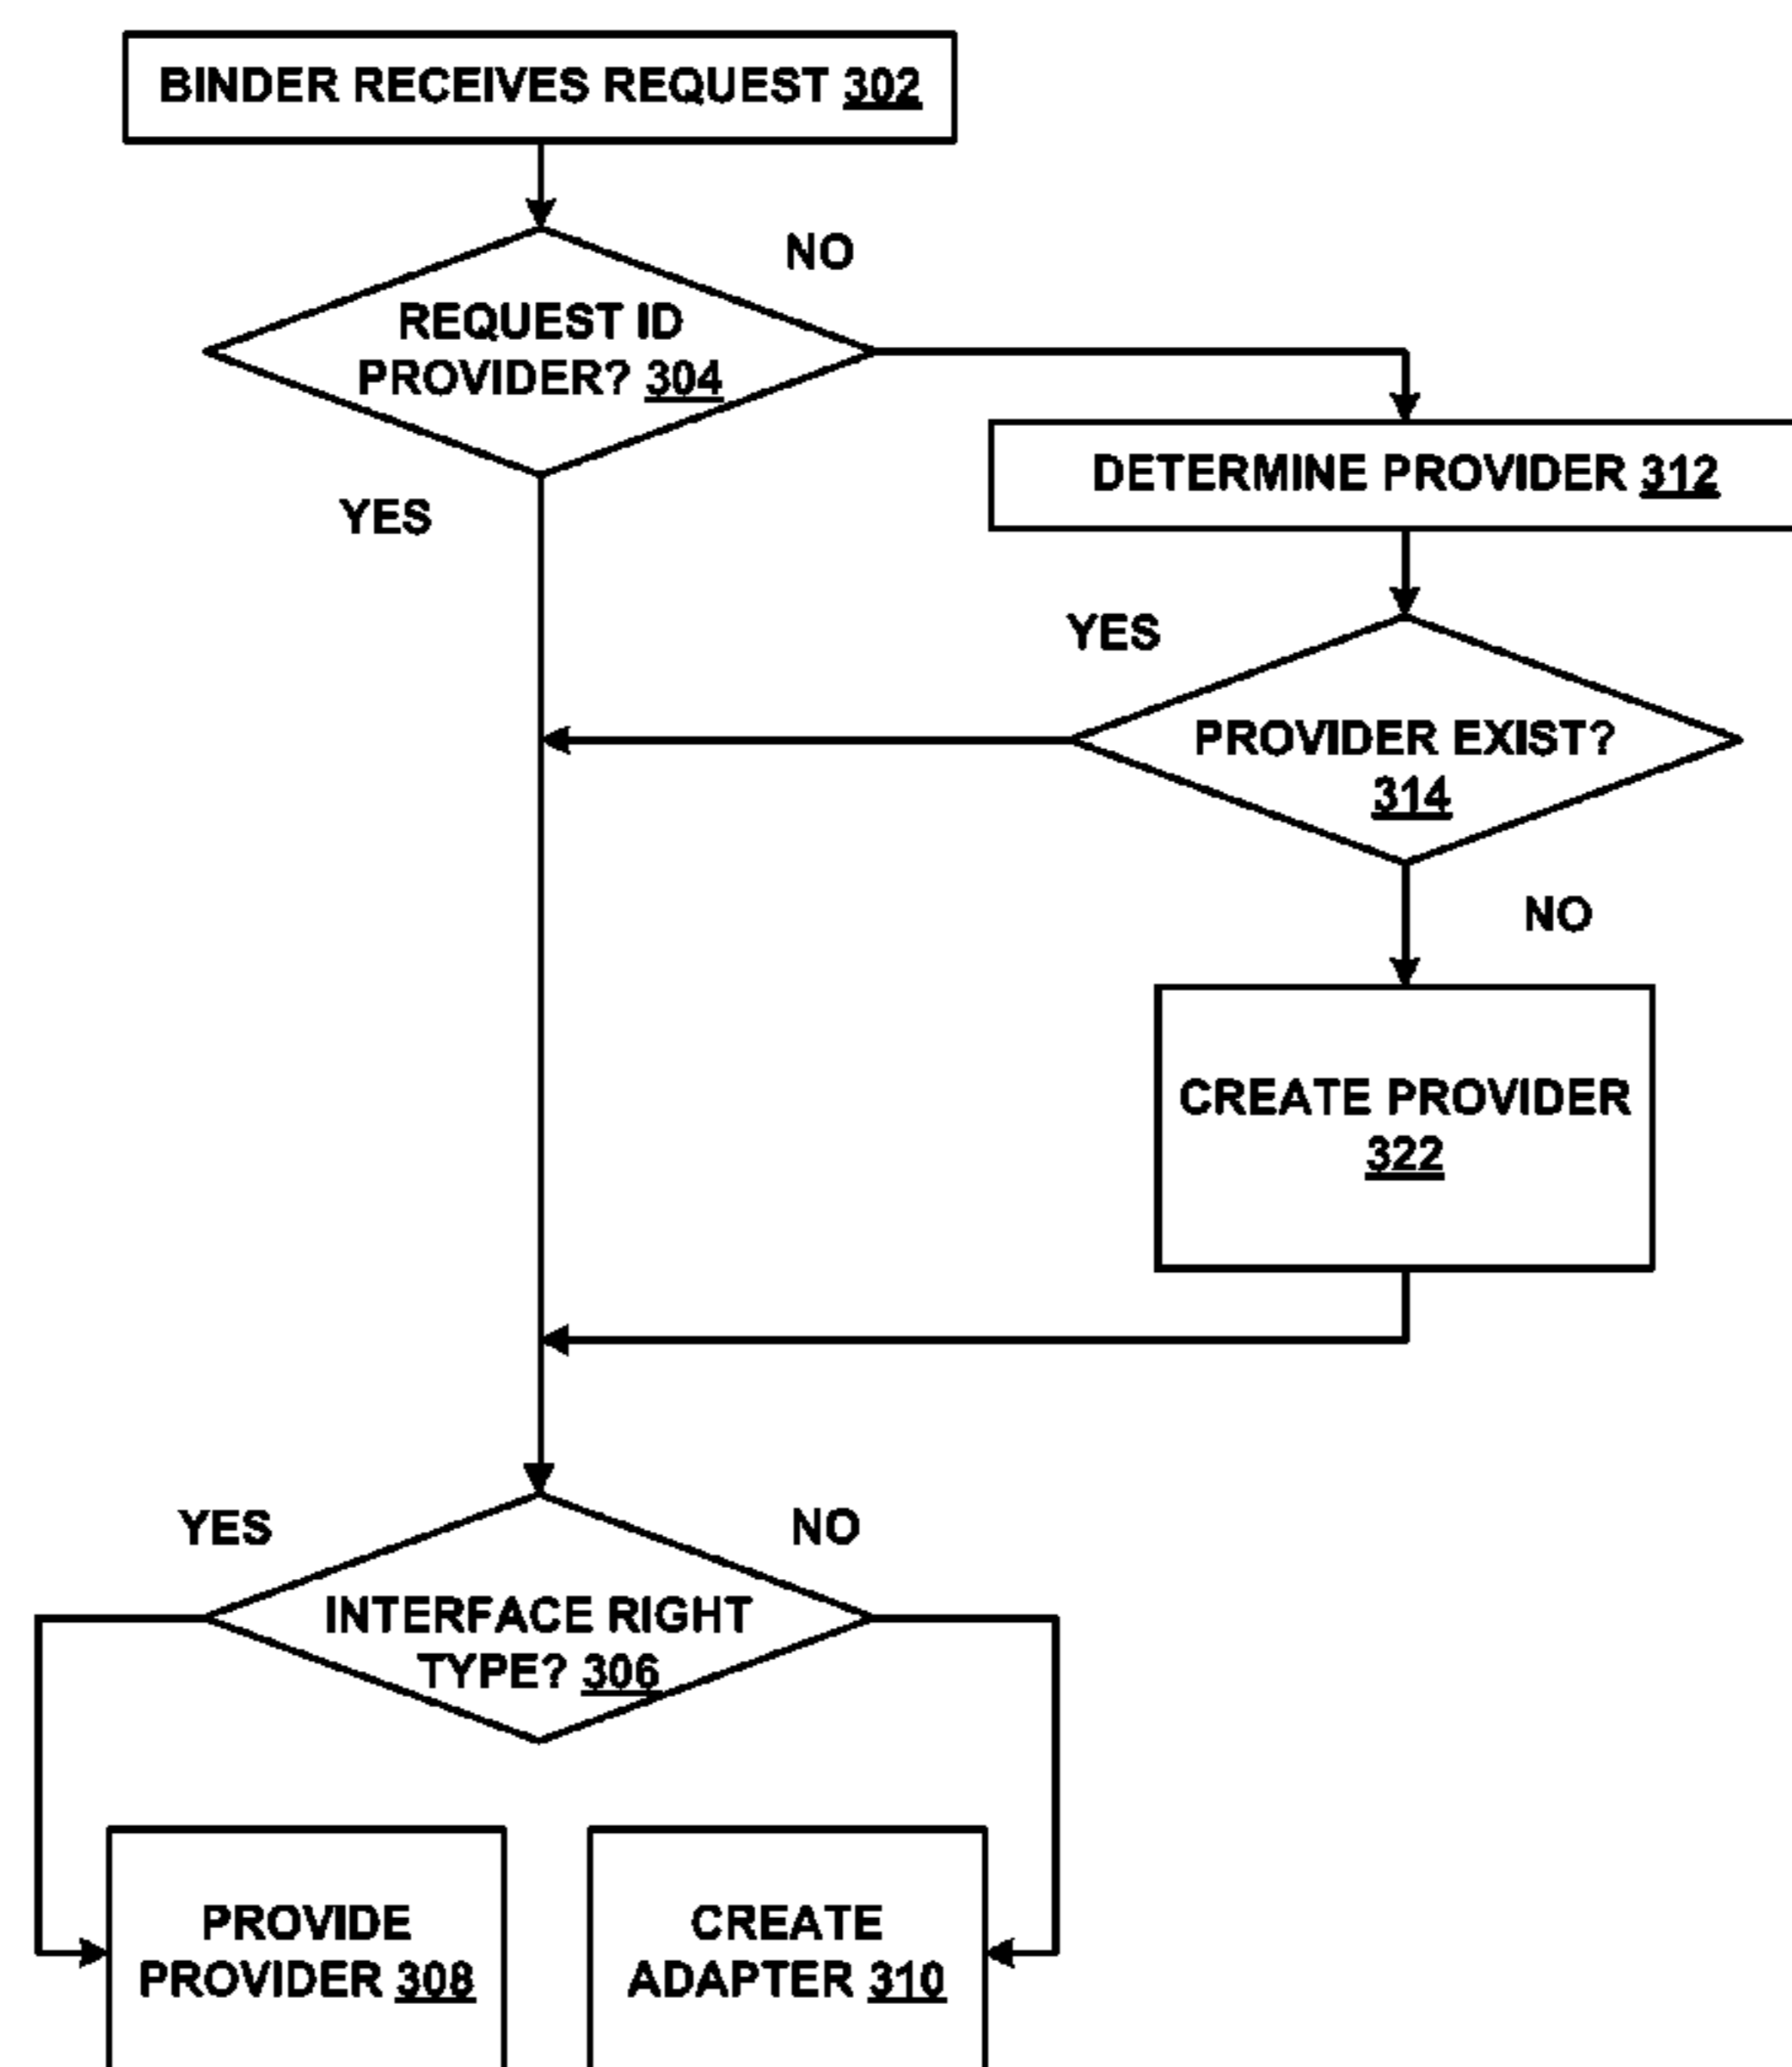 BINDER RECEIVES REQUEST 302
NO
REQUEST ID
PROVIDER? 304
YES
DETERMINE PROVIDER 312
YES
PROVIDER EXIST?
314
NO
CREATE PROVIDER
322
YES
NO
INTERFACE RIGHT
TYPE? 306
PROVIDE
PROVIDER 308
CREATE
ADAPTER 310